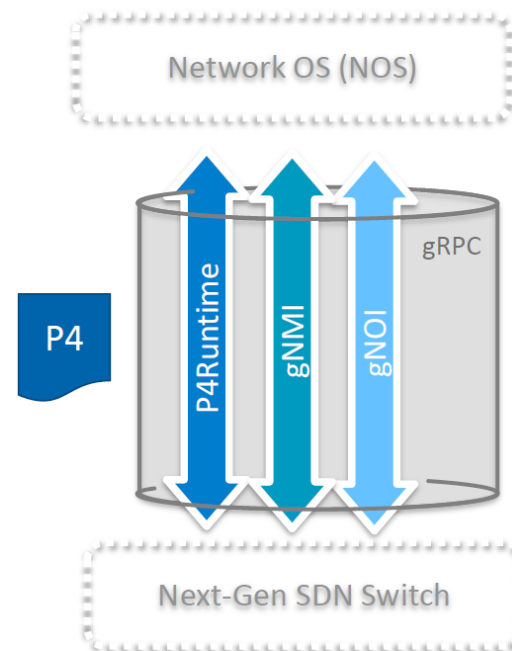 Network OS (NOS)
gRPC
P4
P4Runtime
gNMI
gNOI
Next-Gen SDN Switch